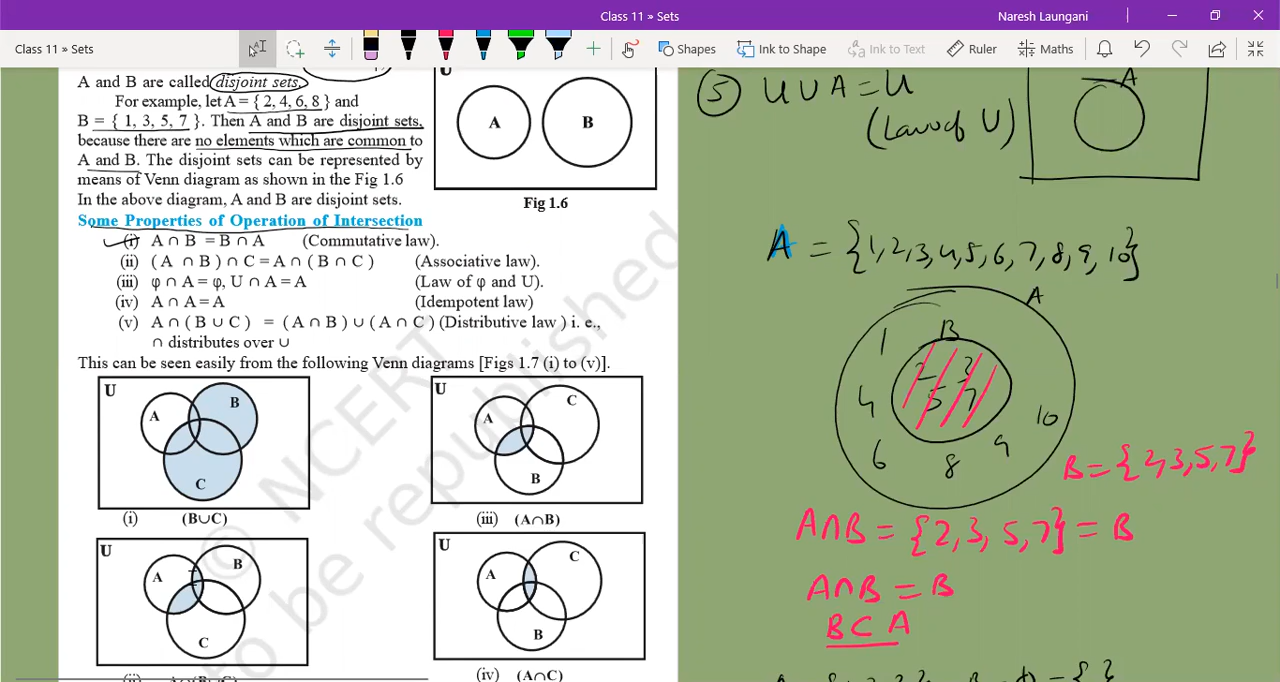 Class 11 » Sets
Naresh Laungani
Class 11 » Sets
Shapes
Ink to Shape
Ink to Text
Ruler
Maths
A and B are called disjoint sets.
For example, let A = { 2, 4, 6, 8 } and
B = { 1, 3, 5, 7 }. Then A and B are disjoint sets,
because there are no elements which are common to
A and B. The disjoint sets can be represented by
means of Venn diagram as shown in the Fig 1.6
In the above diagram, A and B are disjoint sets.
U
A
B
Fig 1.6
Some Properties of Operation of Intersection
(i) A ∩ B = B ∩ A (Commutative law).
(ii) ( A ∩ B ) ∩ C = A ∩ ( B ∩ C ) (Associative law).
(iii) φ ∩ A = φ, U ∩ A = A (Law of φ and U).
(iv) A ∩ A = A (Idempotent law)
(v) A ∩ ( B ∪ C ) = ( A ∩ B ) ∪ ( A ∩ C ) (Distributive law ) i. e.,
∩ distributes over ∪
This can be seen easily from the following Venn diagrams [Figs 1.7 (i) to (v)].
U
A
B
C
(i) (B∪C)
U
A
C
B
(iii) (A∩B)
U
A
B
C
U
A
C
B
(iv) (A∩C)
© NCERT
to be republished
5 U ∪ A = U
(Law of U)
A
A = {1, 2, 3, 4, 5, 6, 7, 8, 9, 10}
A
B
1
2 3
4 5 7
10
6 8 9
B = {2, 3, 5, 7}
A∩B = {2, 3, 5, 7} = B
A∩B = B
B ⊂ A